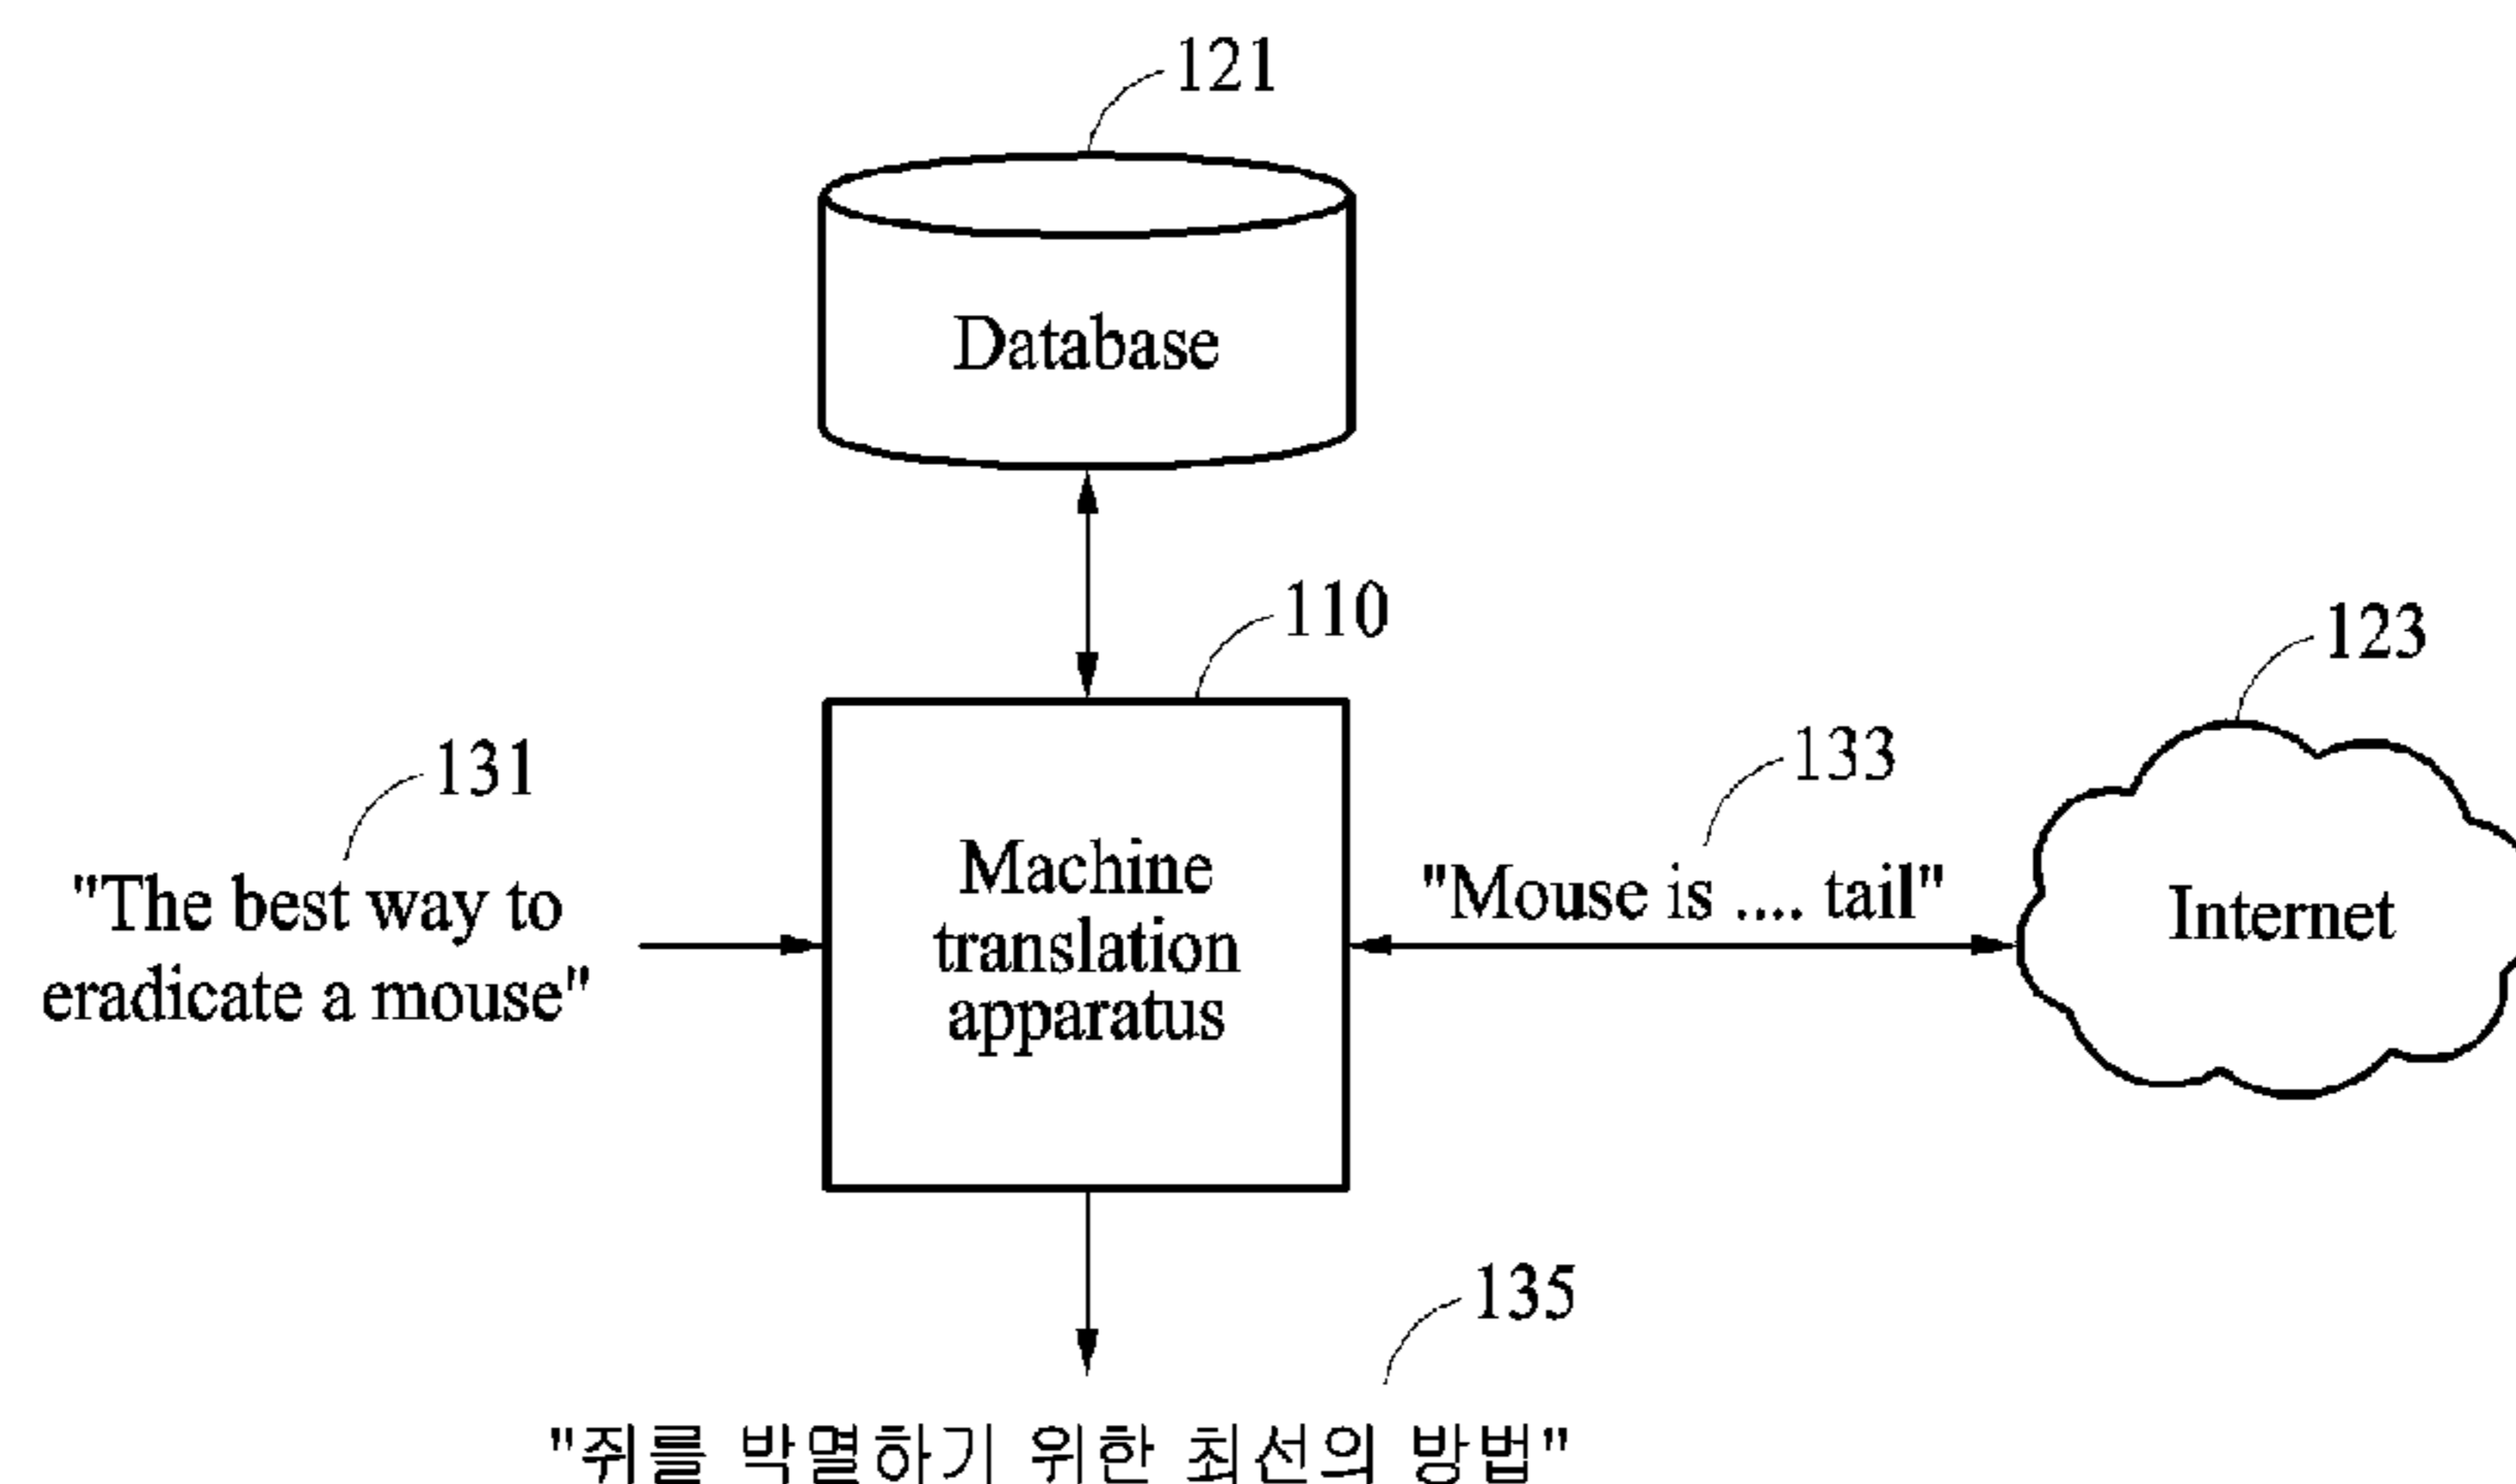 121
Database
110
123
131
133
"The best way to
eradicate a mouse"
Machine
translation
apparatus
"Mouse is .... tail"
Internet
135
"쥐를 박멸하기 위한 최선의 방법"